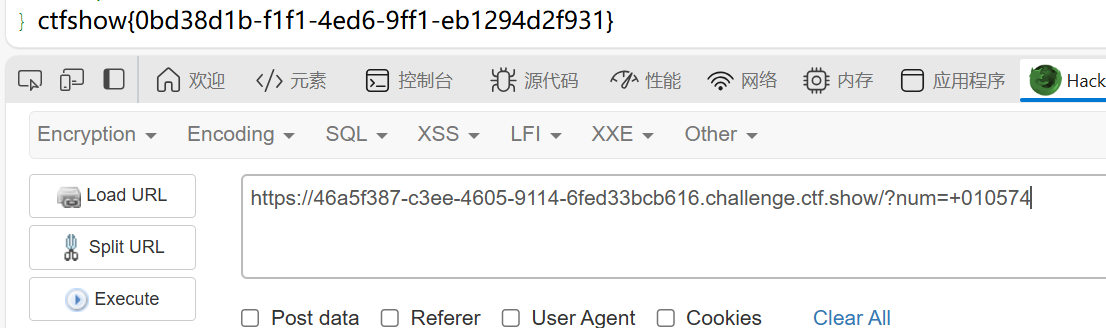 } ctfshow{0bd38d1b-f1f1-4ed6-9ff1-eb1294d2f931}
欢迎 元素 控制台 源代码 性能 网络 内存 应用程序 Hack
Encryption Encoding SQL XSS LFI XXE Other
Load URL
https://46a5f387-c3ee-4605-9114-6fed33bcb616.challenge.ctf.show/?num=+010574
Split URL
Execute
Post data Referer User Agent Cookies Clear All